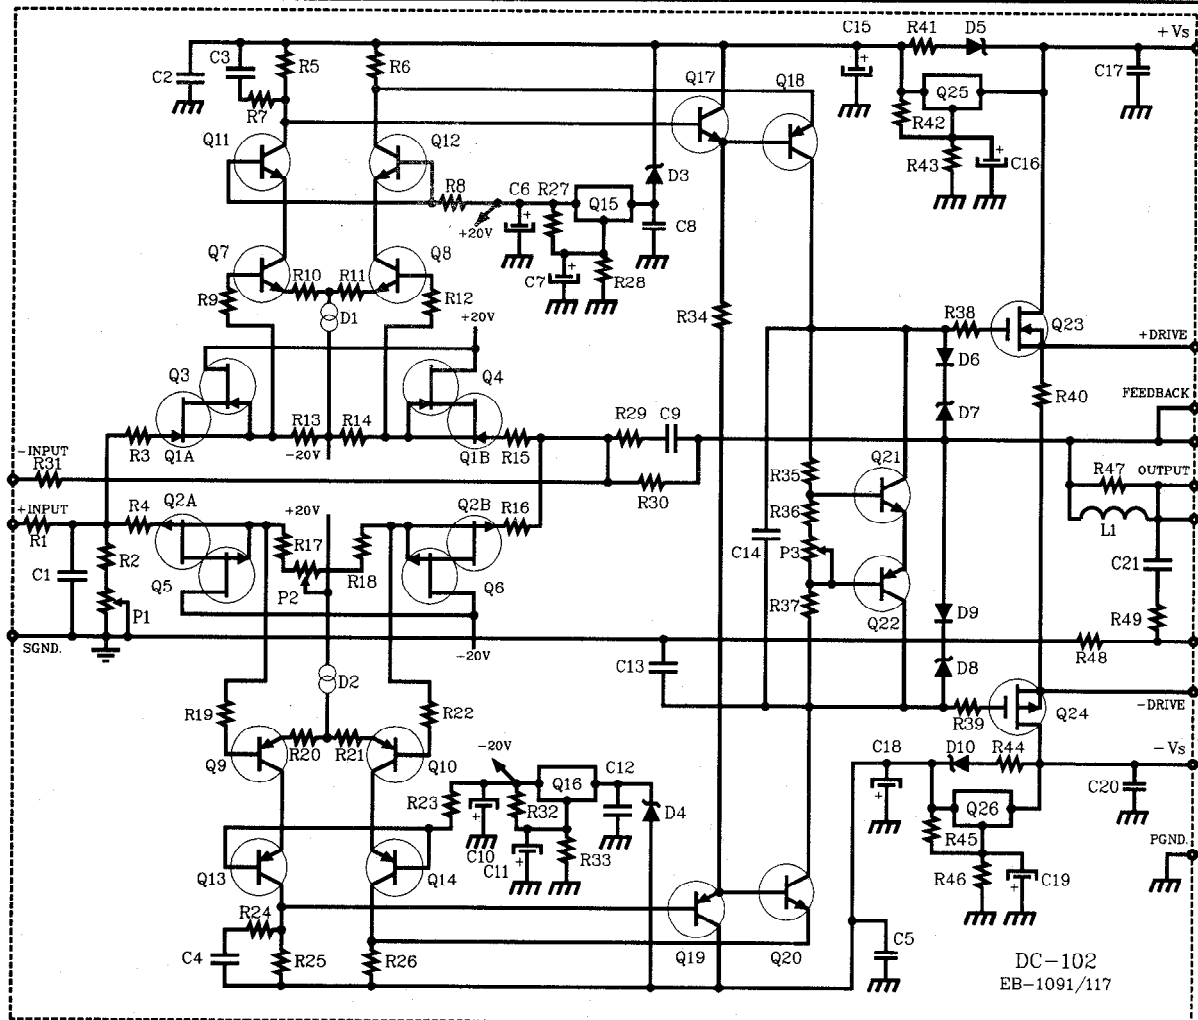 C15
R41
D5
+Vs
C3
C2
R5
R6
Q17
Q18
C17
R7
Q25
Q11
Q12
R42
R43
+
C16
R8
C6
R27
D3
+
Q15
C8
+20V
Q7
Q8
R10
R11
+
C7
R28
R9
R12
D1
R34
R38
Q23
+20V
+DRIVE
Q3
Q4
D6
R40
FEEDBACK
R13
R14
R29
C9
D7
R3
Q1A
-20V
Q1B
R15
-INPUT
R31
R30
R35
Q21
OUTPUT
R47
+INPUT
R4
Q2A
+20V
Q2B
R16
R36
L1
R1
R17
R18
C14
P3
C21
C1
R2
Q5
P2
Q6
R37
Q22
D9
R49
P1
SGND.
-20V
C13
R48
D2
D8
R19
R22
R39
Q24
-DRIVE
R20
R21
Q9
Q10
-20V
Q16
C12
C18
D10
R44
-Vs
R23
R32
D4
+
Q26
C20
C10
C11
+
R33
R45
PGND.
Q13
Q14
R46
+
C19
R24
C4
R25
R26
Q19
Q20
C5
DC-102
EB-1091/117